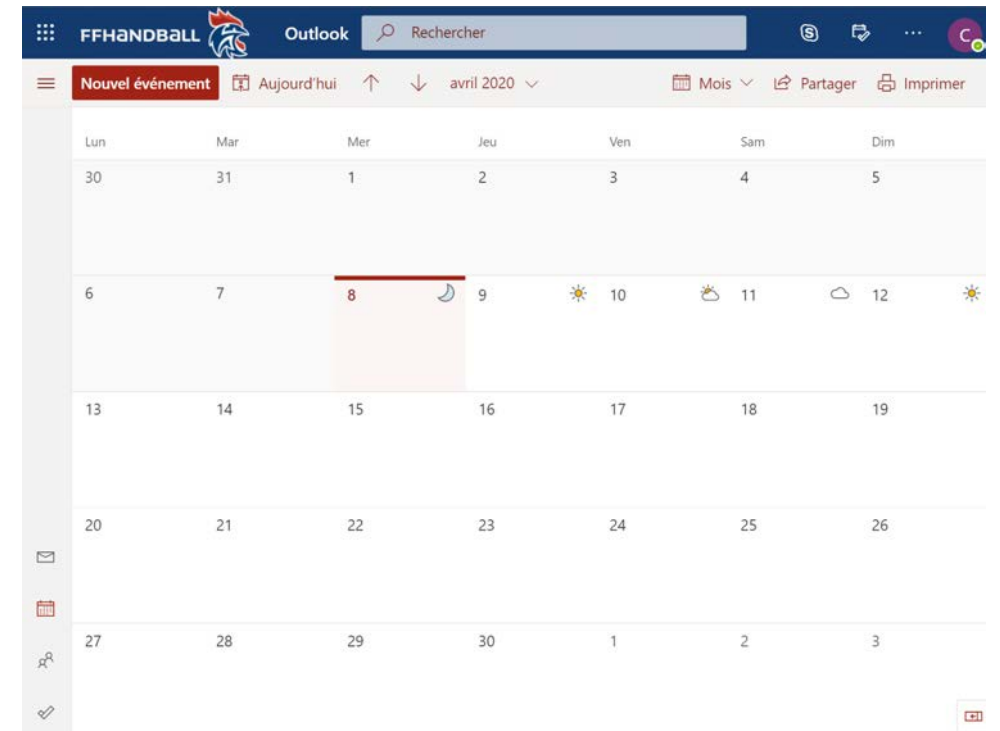 FFHANDBALL Outlook Rechercher C
Nouvel événement Aujourd'hui avril 2020 Mois Partager Imprimer
Lun Mar Mer Jeu Ven Sam Dim
30 31 1 2 3 4 5
6 7 8 9 10 11 12
13 14 15 16 17 18 19
20 21 22 23 24 25 26
27 28 29 30 1 2 3